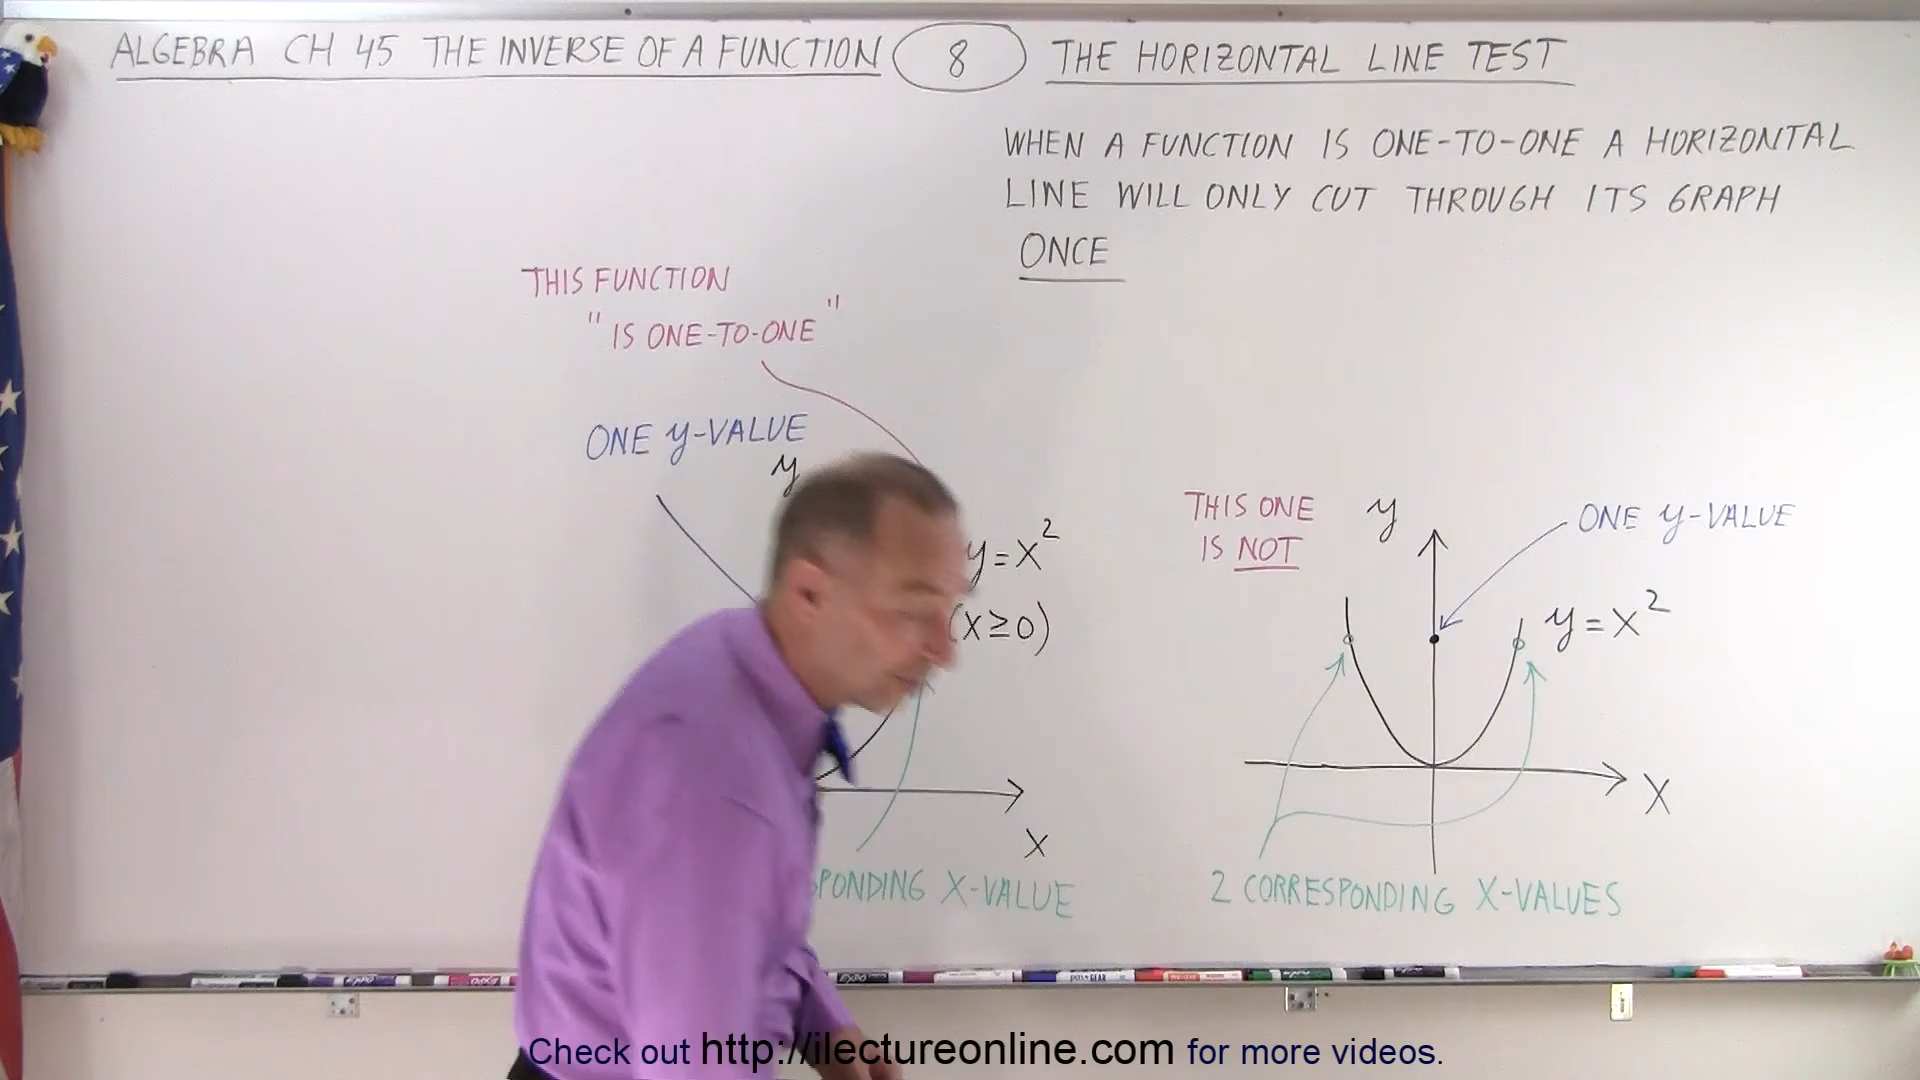 ALGEBRA CH 45 THE INVERSE OF A FUNCTION 8 THE HORIZONTAL LINE TEST
WHEN A FUNCTION IS ONE-TO-ONE A HORIZONTAL
LINE WILL ONLY CUT THROUGH ITS GRAPH
ONCE
THIS FUNCTION
"IS ONE-TO-ONE"
ONE y-VALUE
y
y=x²
(x≥0)
x
X-VALUE
THIS ONE
IS NOT
y
ONE y-VALUE
y=x²
x
2 CORRESPONDING X-VALUES
Check out http://ilectureonline.com for more videos.